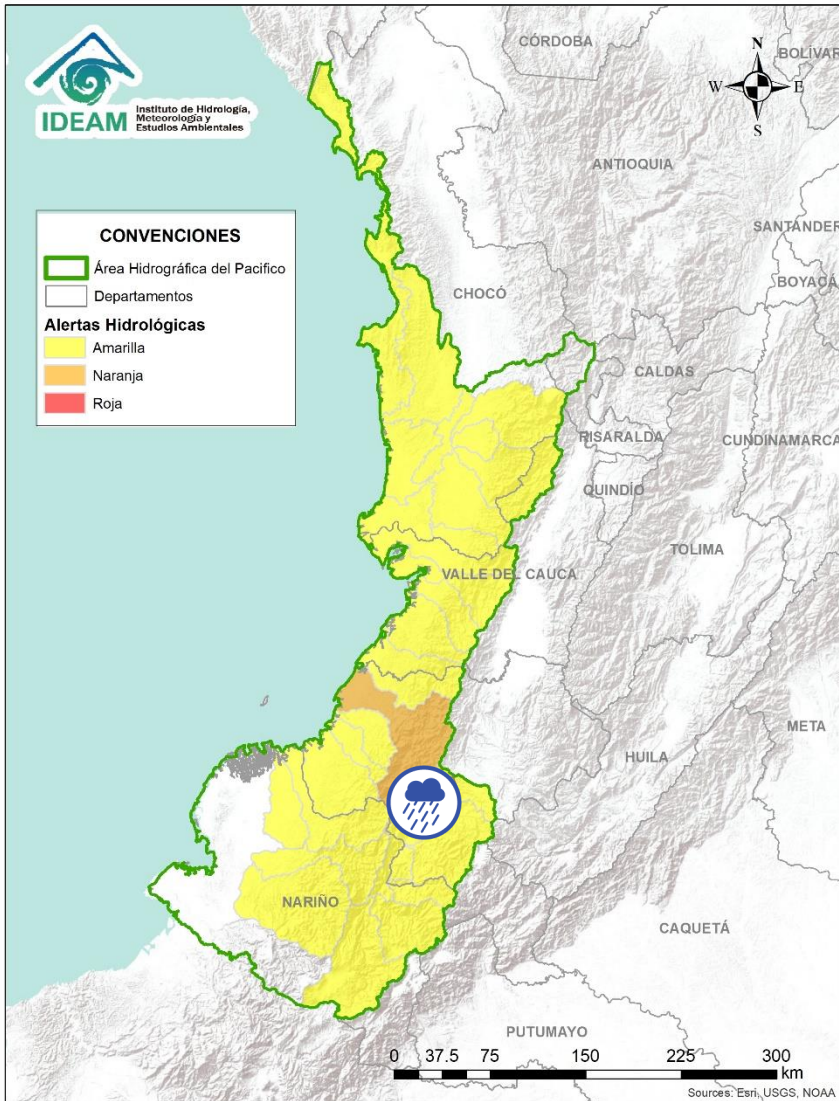 IDEAM
Instituto de Hidrología,
Meteorología y
Estudios Ambientales
N
W
E
S
CÓRDOBA
BOLÍVAR
ANTIOQUIA
SANTANDER
BOYACÁ
CHOCÓ
CALDAS
RISARALDA
CUNDINAMARCA
QUINDÍO
TOLIMA
VALLE DEL CAUCA
META
HUILA
NARIÑO
CAQUETÁ
PUTUMAYO
CONVENCIONES
Área Hidrográfica del Pacifico
Departamentos
Alertas Hidrológicas
Amarilla
Naranja
Roja
0 37.5 75 150 225 300
km
Sources: Esri, USGS, NOAA